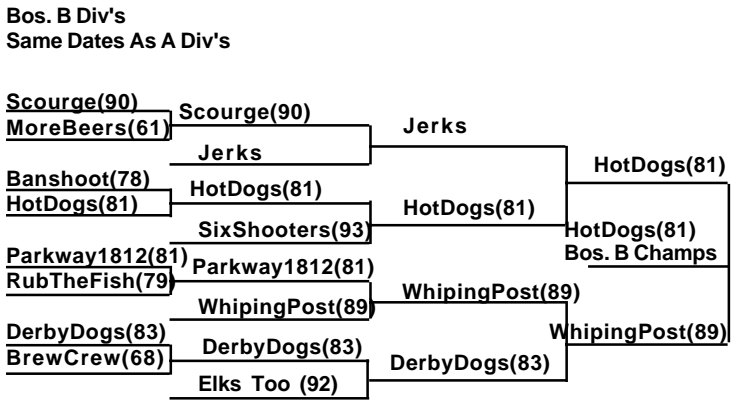 Bos. B Div's
Same Dates As A Div's
Scourge(90)
MoreBeers(61)
Scourge(90)
Jerks
Jerks
Banshoot(78)
HotDogs(81)
HotDogs(81)
SixShooters(93)
HotDogs(81)
HotDogs(81)
HotDogs(81)
Bos. B Champs
Parkway1812(81)
RubTheFish(79)
Parkway1812(81)
WhipingPost(89)
WhipingPost(89)
WhipingPost(89)
DerbyDogs(83)
BrewCrew(68)
DerbyDogs(83)
Elks Too (92)
DerbyDogs(83)